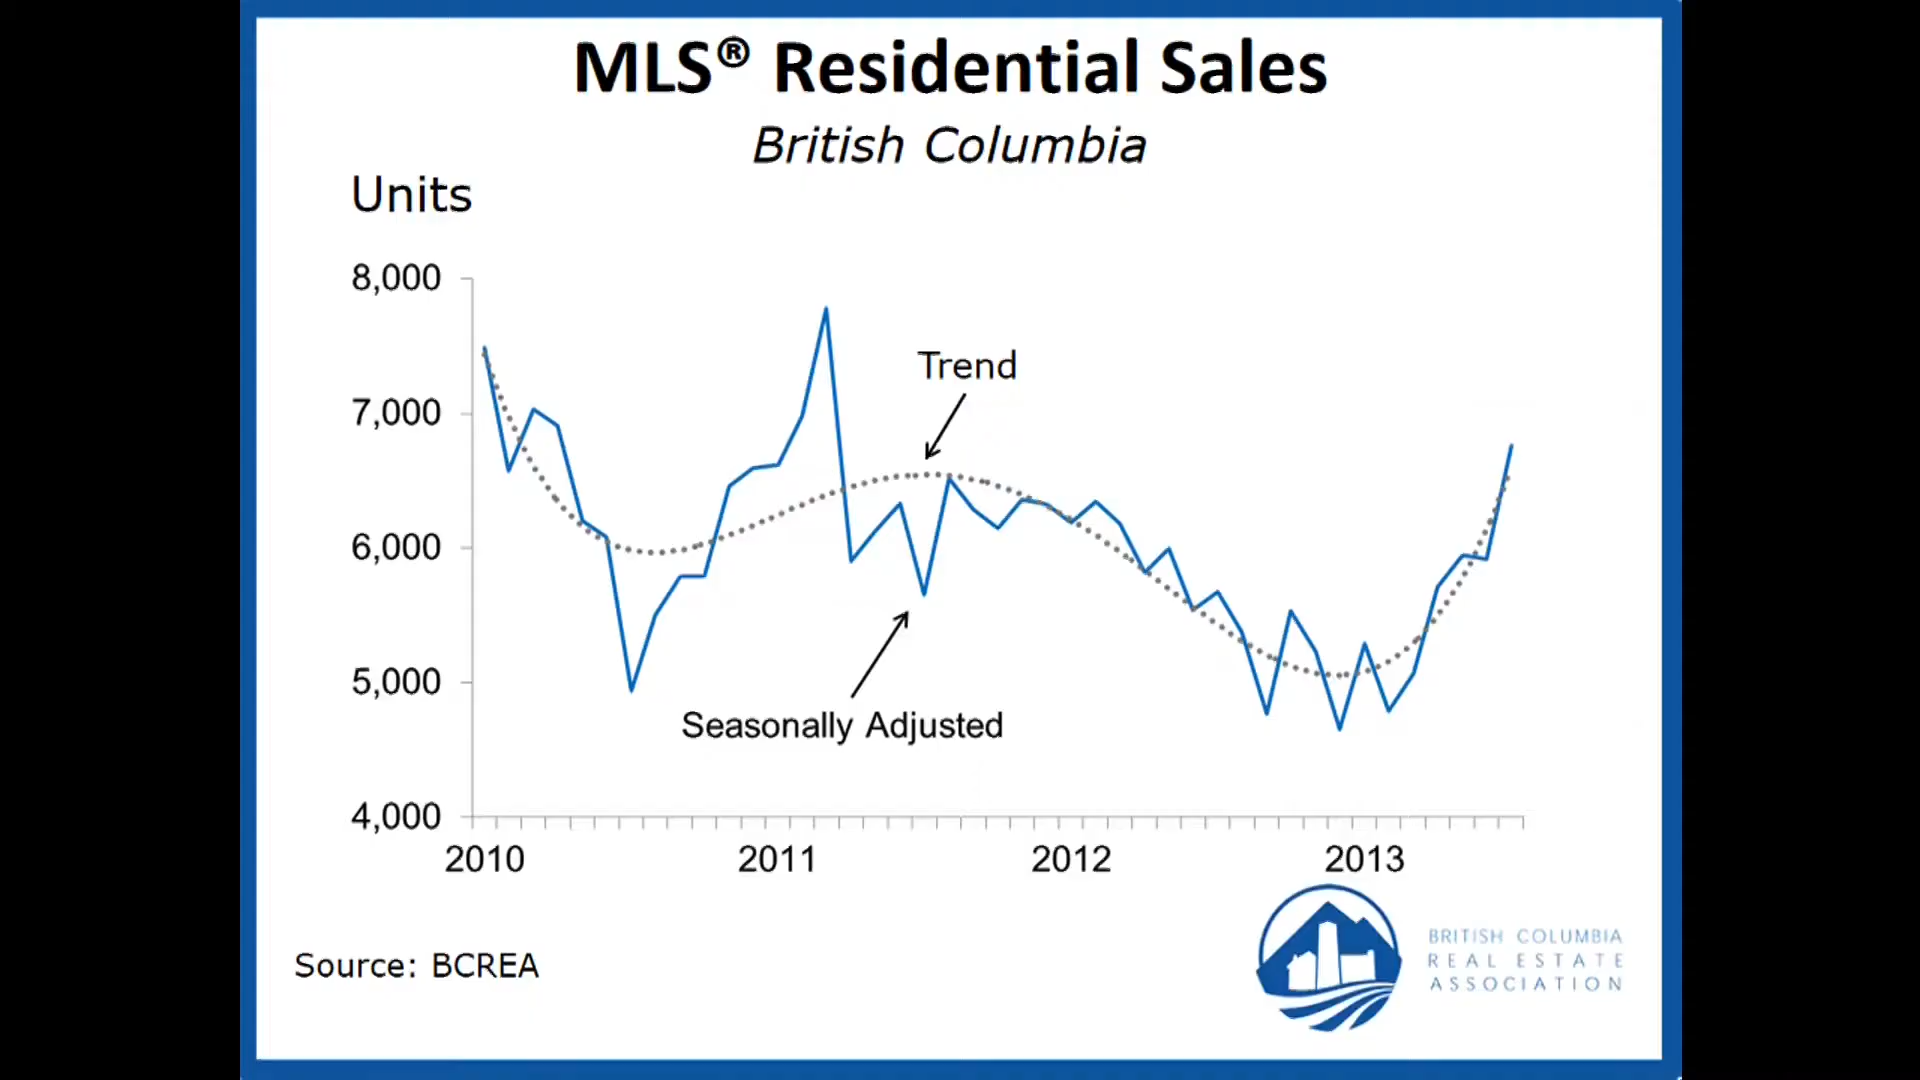 MLS® Residential Sales
British Columbia
Units
8,000
7,000
6,000
5,000
4,000
Trend
Seasonally Adjusted
2010 2011 2012 2013
Source: BCREA
BRITISH COLUMBIA
REAL ESTATE
ASSOCIATION